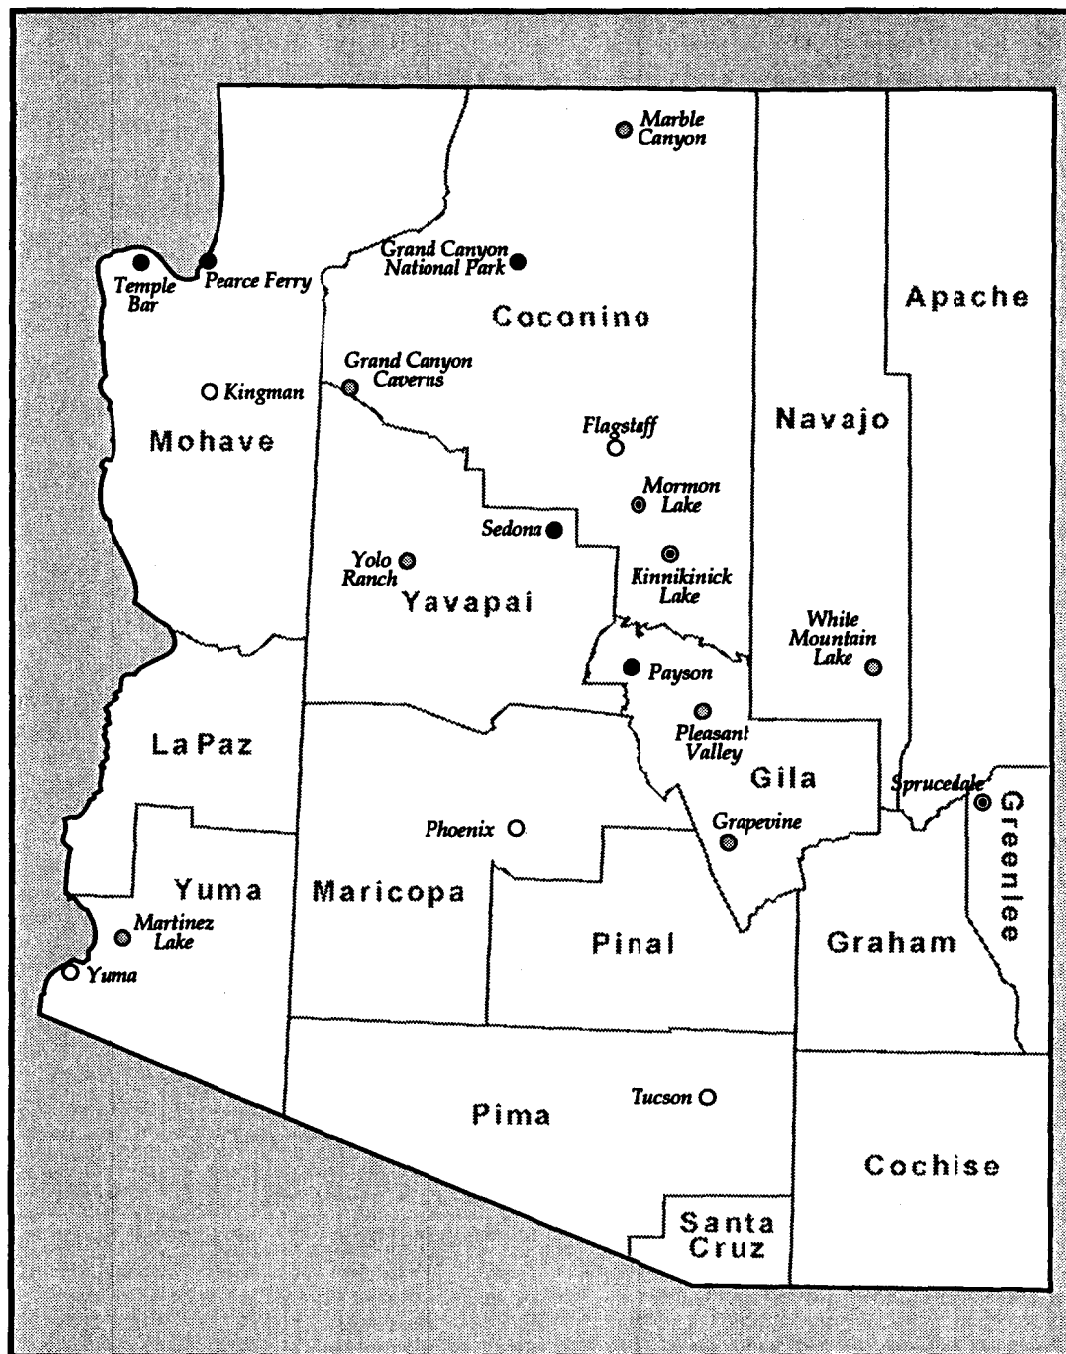 Marble
Canyon
Grand Canyon
National Park
Temple
Bar
Pearce Ferry
Apache
Coconino
Grand Canyon
Caverns
Kingman
Navajo
Mohave
Flagstaff
Mormon
Lake
Sedona
Yolo
Ranch
Kinnikinick
Lake
Yavapai
White
Mountain
Lake
Payson
Pleasant
Valley
La Paz
Gila
Sprucedale
Greenlee
Phoenix
Grapevine
Yuma
Maricopa
Martinez
Lake
Pinal
Graham
Yuma
Tucson
Pima
Cochise
Santa
Cruz